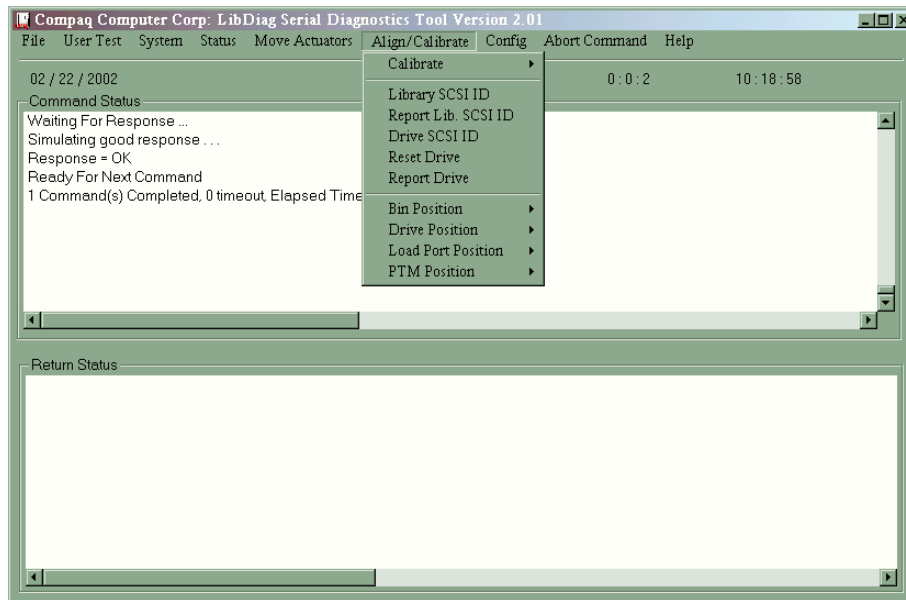 Compaq Computer Corp: LibDiag Serial Diagnostics Tool Version 2.01
File User Test System Status Move Actuators Align/Calibrate Config Abort Command Help
02 / 22 / 2002 0 : 0 : 2 10 : 18 : 58
Command Status
Waiting For Response ...
Simulating good response . . .
Response = OK
Ready For Next Command
1 Command(s) Completed, 0 timeout, Elapsed Time
Calibrate
Library SCSI ID
Report Lib. SCSI ID
Drive SCSI ID
Reset Drive
Report Drive
Bin Position
Drive Position
Load Port Position
PTM Position
Return Status